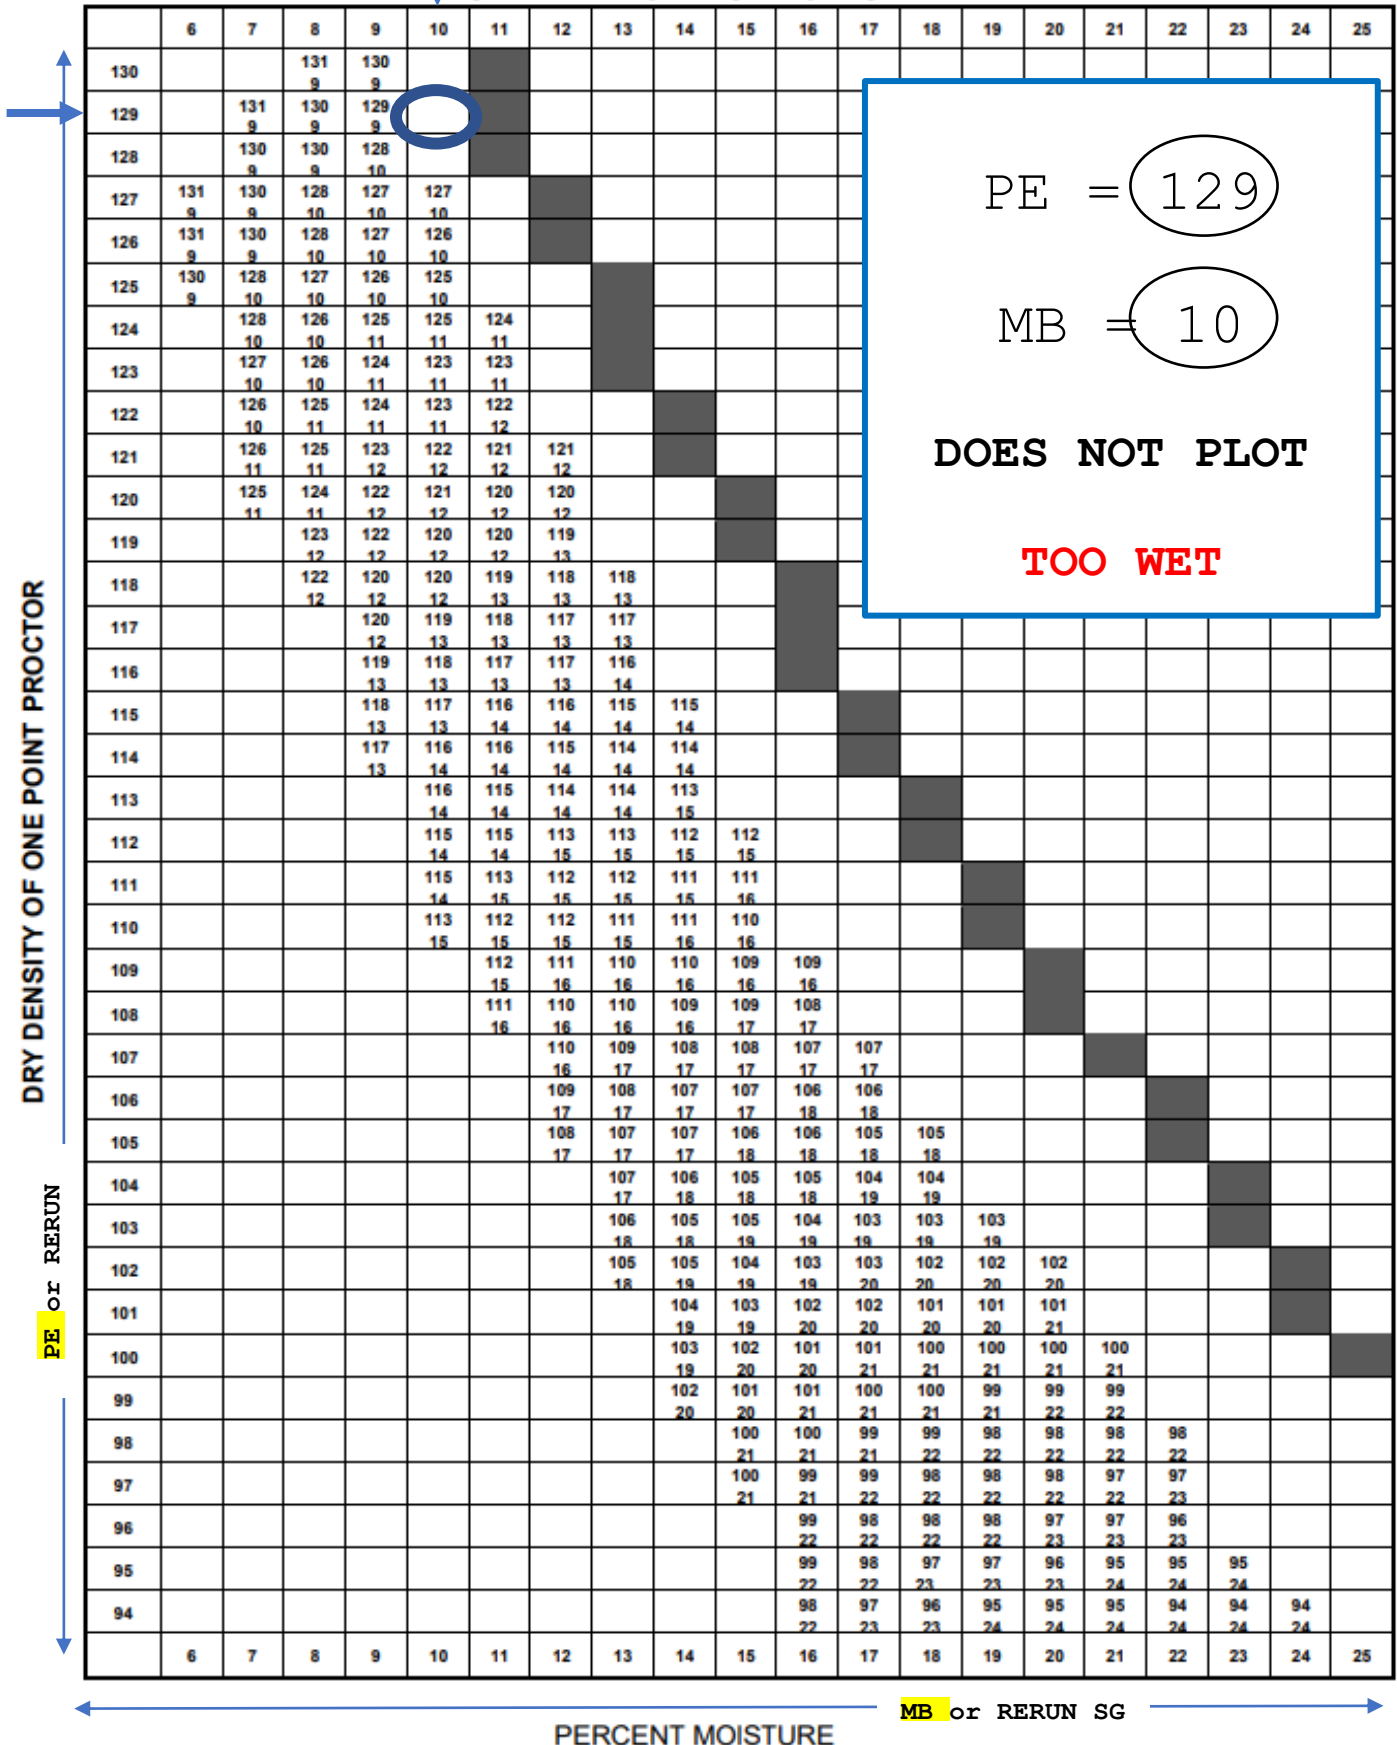 6 7 8 9 10 11 12 13 14 15 16 17 18 19 20 21 22 23 24 25
130 131 130
9 9
129 131 130 129
9 9 9
128 130 130 128
9 9 10
127 131 130 128 127 127
9 9 10 10 10
126 131 130 128 127 126
9 9 10 10 10
125 130 128 127 126 125
9 10 10 10 10
124 128 126 125 125 124
10 10 11 11 11
123 127 126 124 123 123
10 10 11 11 11
122 126 125 124 123 122
10 11 11 11 12
121 126 125 123 122 121 121
11 11 12 12 12 12
120 125 124 122 121 120 120
11 11 12 12 12 12
119 123 122 120 120 119
12 12 12 12 13
118 122 120 120 119 118 118
12 12 12 13 13 13
117 120 119 118 117 117
12 13 13 13 13
116 119 118 117 117 116
13 13 13 13 14
115 118 117 116 116 115 115
13 13 14 14 14 14
114 117 116 116 115 114 114
13 14 14 14 14 14
113 116 115 114 114 113
14 14 14 14 15
112 115 115 113 113 112 112
14 14 15 15 15 15
111 115 113 112 112 111 111
14 15 15 15 15 16
110 113 112 112 111 111 110
15 15 15 15 16 16
109 112 111 110 110 109 109
15 16 16 16 16 16
108 111 110 110 109 109 108
16 16 16 16 17 17
107 110 109 108 108 107 107
16 17 17 17 17 17
106 109 108 107 107 106 106
17 17 17 17 18 18
105 108 107 107 106 106 105 105
17 17 17 18 18 18 18
104 107 106 105 105 104 104
17 18 18 18 19 19
103 106 105 105 104 103 103 103
18 18 19 19 19 19 19
102 105 105 104 103 103 102 102 102
18 19 19 19 20 20 20 20
101 104 103 102 102 101 101 101
19 19 20 20 20 20 21
100 103 102 101 101 100 100 100 100
19 20 20 21 21 21 21 21
99 102 101 101 100 100 99 99 99
20 20 21 21 21 21 22 22
98 100 100 99 99 98 98 98 98
21 21 21 22 22 22 22 22
97 100 99 99 98 98 98 97 97
21 21 22 22 22 22 22 23
96 99 98 98 98 97 97 96
22 22 22 22 23 23 23
95 99 98 97 97 96 95 95 95
22 22 23 23 23 24 24 24
94 98 97 96 95 95 95 94 94 94
22 23 23 24 24 24 24 24 24
6 7 8 9 10 11 12 13 14 15 16 17 18 19 20 21 22 23 24 25
PE = 129
MB = 10
DOES NOT PLOT
TOO WET
DRY DENSITY OF ONE POINT PROCTOR
PE or RERUN
MB or RERUN SG
PERCENT MOISTURE